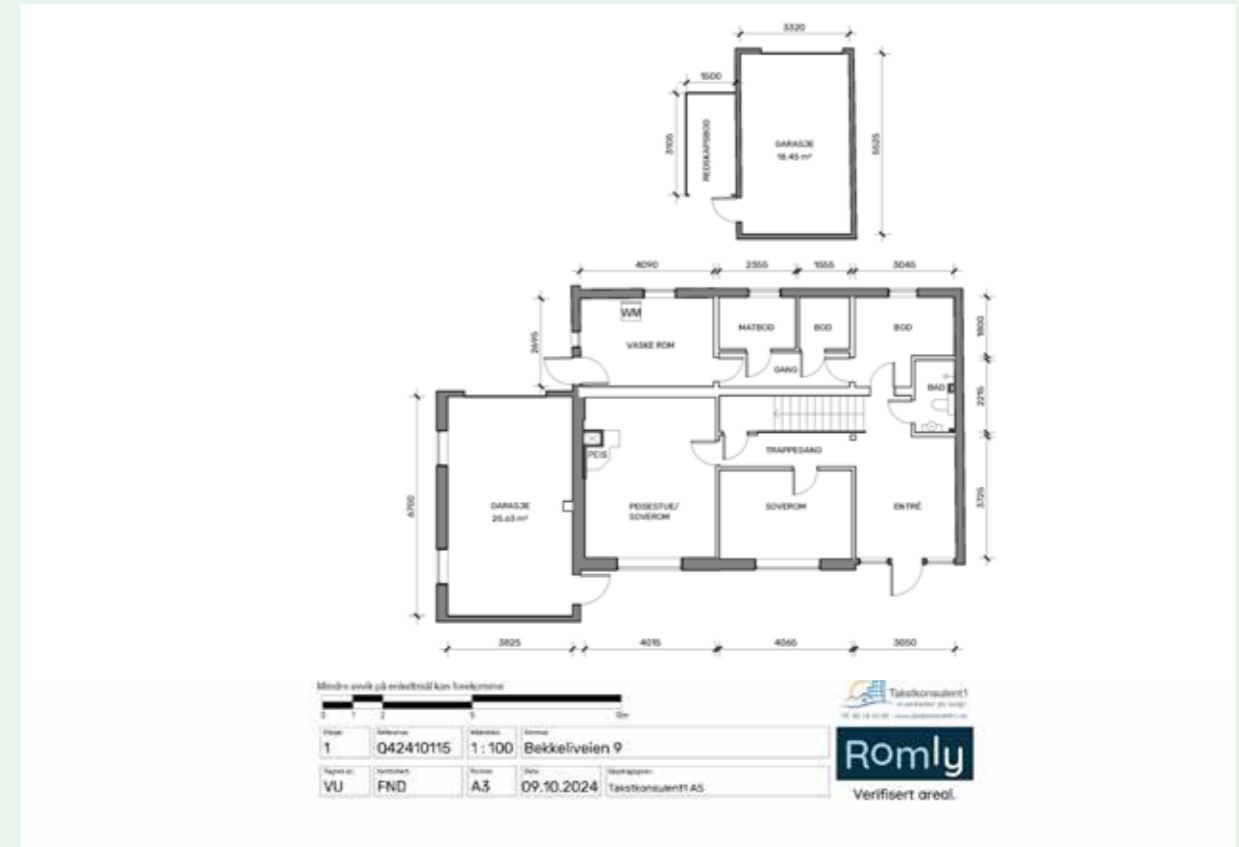 3320
1500
3105
REDSKAPSBOD
GARASJE
18.45 m²
5525
4090
2355
1555
3045
2695
WM
VASKE ROM
MATBOD
BOD
BOD
1800
GANG
BAD
2215
PEIS
TRAPPEGANG
6700
GARASJE
25.63 m²
PEISESTUE/
SOVEROM
SOVEROM
ENTRÉ
3725
3825
4015
4065
3050
Mindre avvik på enkeltmål kan forekomme
0 1 2 5 10m
1 Q42410115 1 : 100 Bekkeliveien 9
VU FND A3 09.10.2024 Takstkonsulent1 AS
Takstkonsulent1
Romly
Verifisert areal.